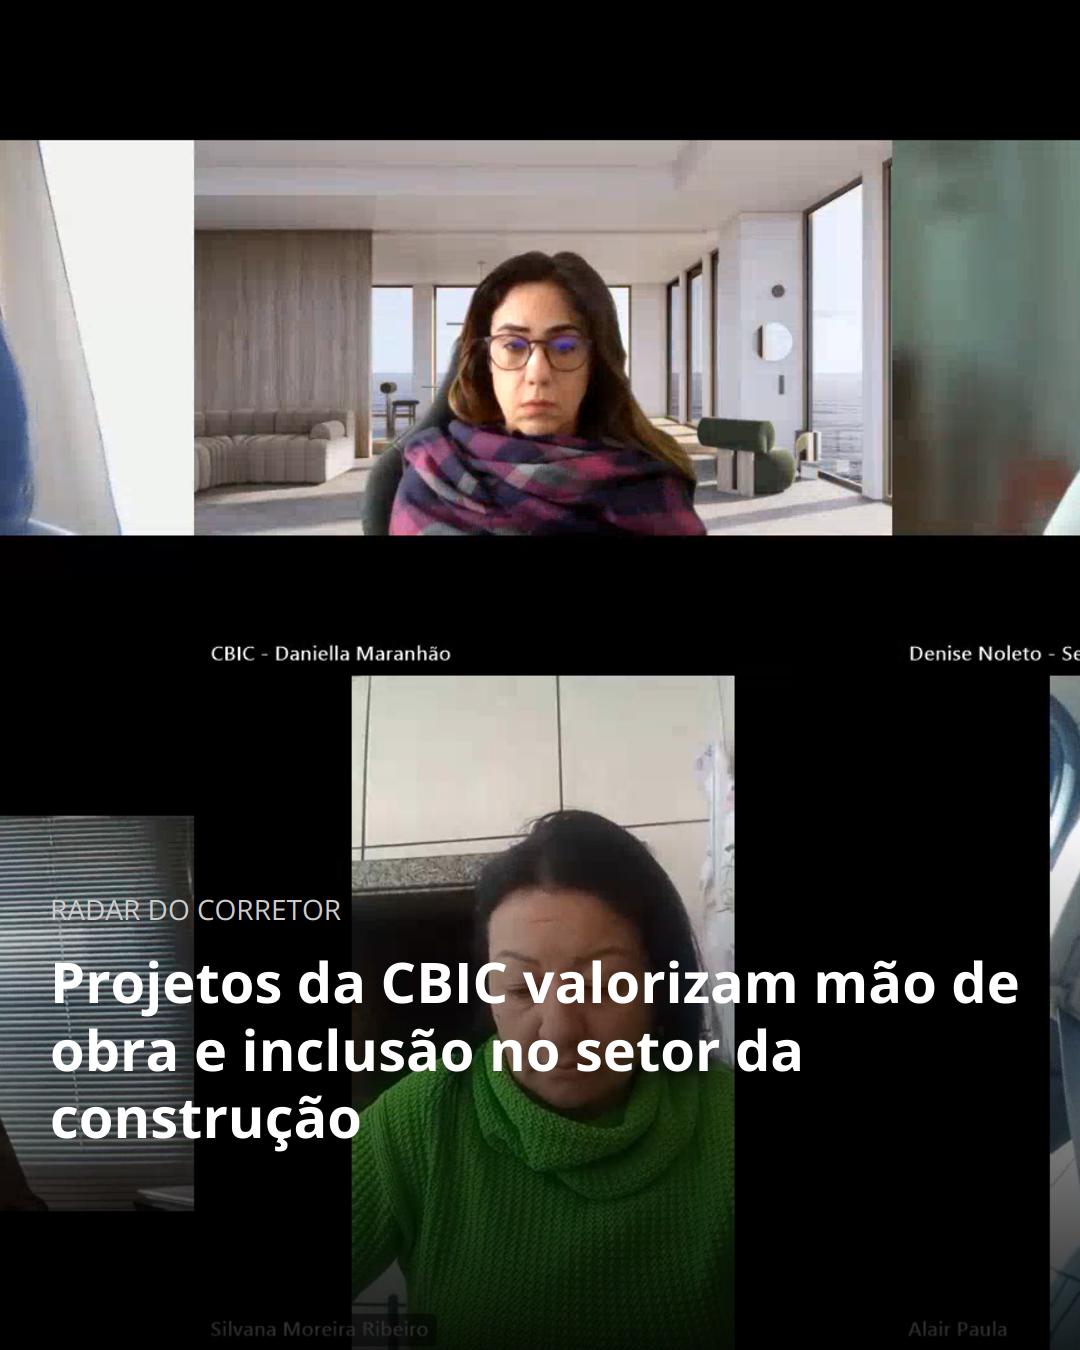 CBIC - Daniella Maranhão
Denise Noleto - Se
RADAR DO CORRETOR
Projetos da CBIC valorizam mão de
obra e inclusão no setor da
construção
Silvana Moreira Ribeiro
Alair Paula